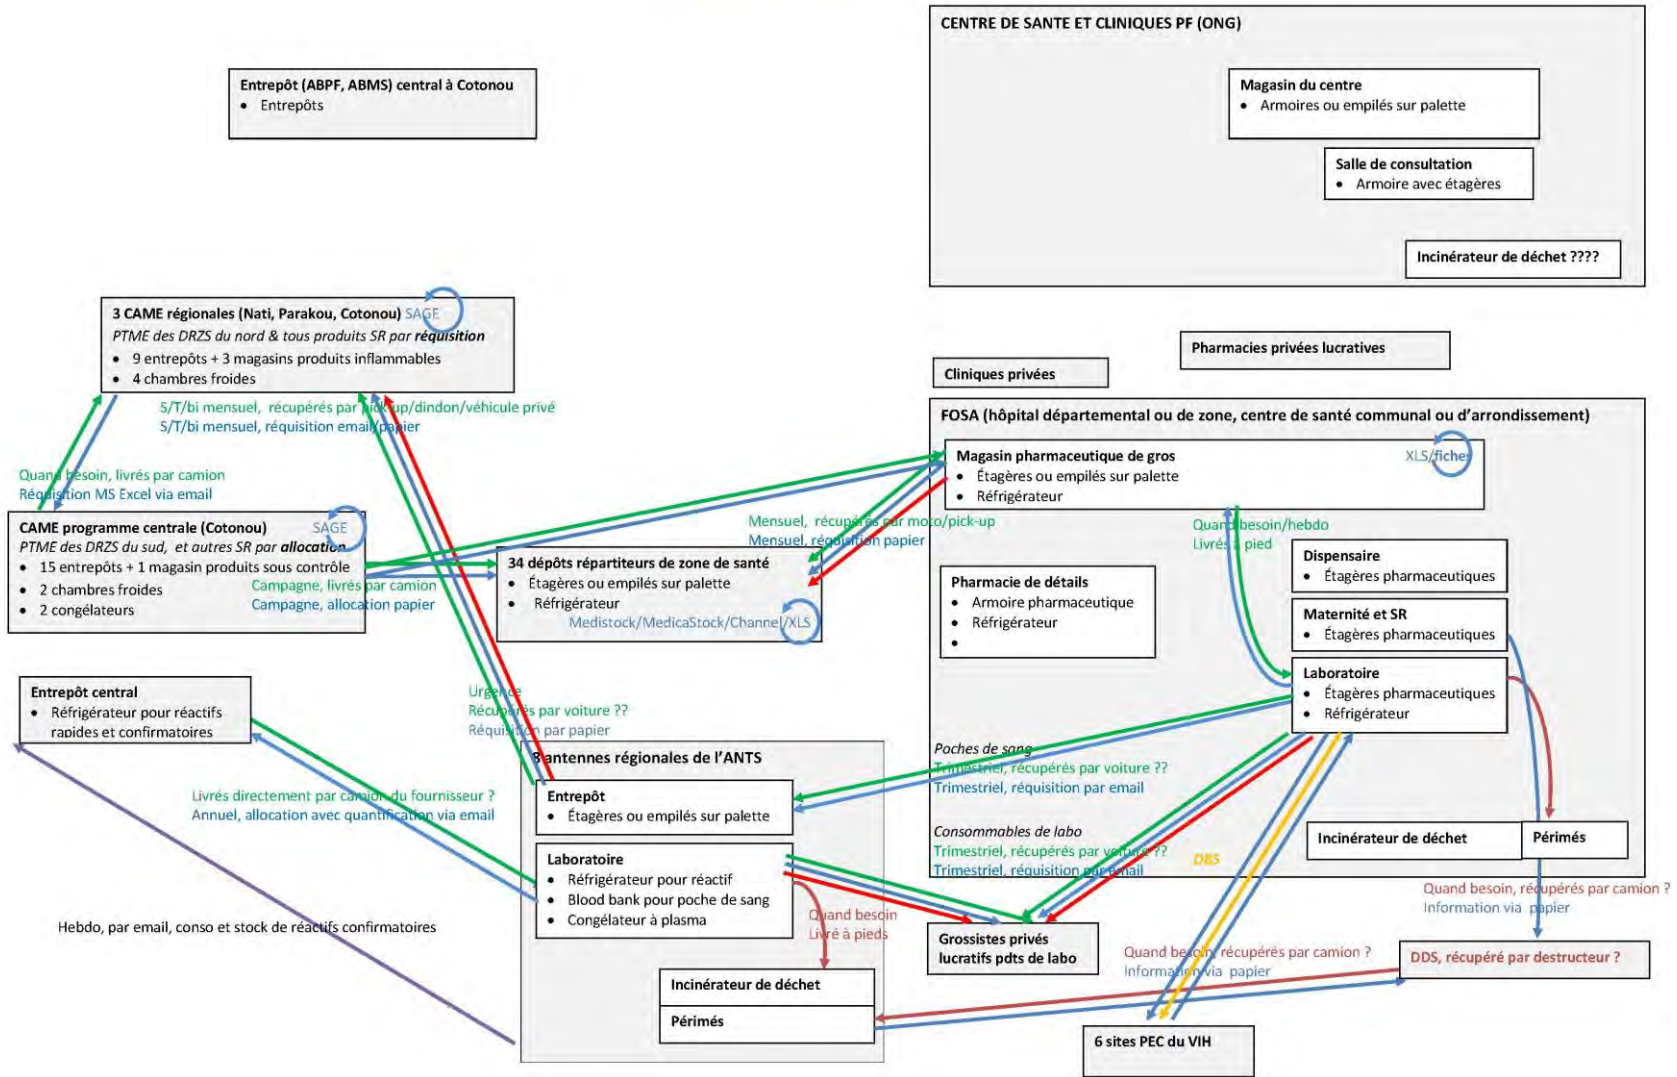 CENTRE DE SANTE ET CLINIQUES PF (ONG)
Entrepôt (ABPF, ABMS) central à Cotonou
• Entrepôts
Magasin du centre
• Armoires ou empilés sur palette
Salle de consultation
• Armoire avec étagères
Incinérateur de déchet ????
3 CAME régionales (Nati, Parakou, Cotonou) SAGE
PTME des DRZS du nord & tous produits SR par réquisition
• 9 entrepôts + 3 magasins produits inflammables
• 4 chambres froides
Pharmacies privées lucratives
Cliniques privées
S/T/bi mensuel, récupérés par pick-up/dindon/véhicule privé
S/T/bi mensuel, réquisition email/papier
FOSA (hôpital départemental ou de zone, centre de santé communal ou d'arrondissement)
Magasin pharmaceutique de gros
XLS/fiches
• Étagères ou empilés sur palette
• Réfrigérateur
Quand besoin, livrés par camion
Réquisition MS Excel via email
CAME programme centrale (Cotonou) SAGE
PTME des DRZS du sud, et autres SR par allocation
• 15 entrepôts + 1 magasin produits sous contrôle
• 2 chambres froides
• 2 congélateurs
Campagne, livrés par camion
Campagne, allocation papier
Mensuel, récupérés par moto/pick-up
Mensuel, réquisition papier
34 dépôts répartiteurs de zone de santé
• Étagères ou empilés sur palette
• Réfrigérateur
Medistock/MedicaStock/Channel/XLS
Quand besoin/hebdo
Livrés à pied
Dispensaire
• Étagères pharmaceutiques
Pharmacie de détails
• Armoire pharmaceutique
• Réfrigérateur
•
Maternité et SR
• Étagères pharmaceutiques
Laboratoire
• Étagères pharmaceutiques
• Réfrigérateur
Entrepôt central
• Réfrigérateur pour réactifs
rapides et confirmatoires
Urgence
Récupérés par voiture ??
Réquisition par papier
8 antennes régionales de l'ANTS
Entrepôt
• Étagères ou empilés sur palette
Poches de sang
Trimestriel, récupérés par voiture ??
Trimestriel, réquisition par email
Livrés directement par camion du fournisseur ?
Annuel, allocation avec quantification via email
Consommables de labo
Trimestriel, récupérés par voiture ??
Trimestriel, réquisition par email
DBS
Incinérateur de déchet
Périmés
Laboratoire
• Réfrigérateur pour réactif
• Blood bank pour poche de sang
• Congélateur à plasma
Quand besoin
Livré à pieds
Quand besoin, récupérés par camion ?
Information via papier
Hebdo, par email, conso et stock de réactifs confirmatoires
Grossistes privés
lucratifs pdts de labo
Quand besoin, récupérés par camion ?
Information via papier
DDS, récupéré par destructeur ?
Incinérateur de déchet
Périmés
6 sites PEC du VIH